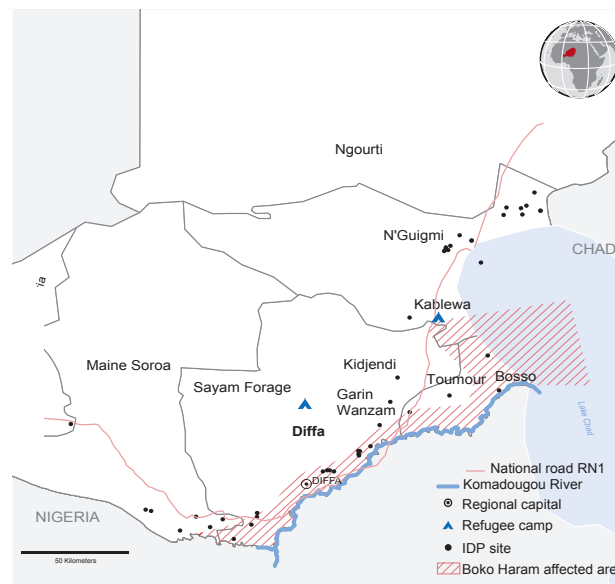 Ngourti
N'Guigmi
CHAD
ria
Kablewa
Maine Soroa
Kidjendi
Sayam Forage
Toumour
Bosso
Garin
Wanzam
Lake Chad
Diffa
DIFFA
National road RN1
Komadougou River
Regional capital
Refugee camp
IDP site
Boko Haram affected are
NIGERIA
50 Kilometers